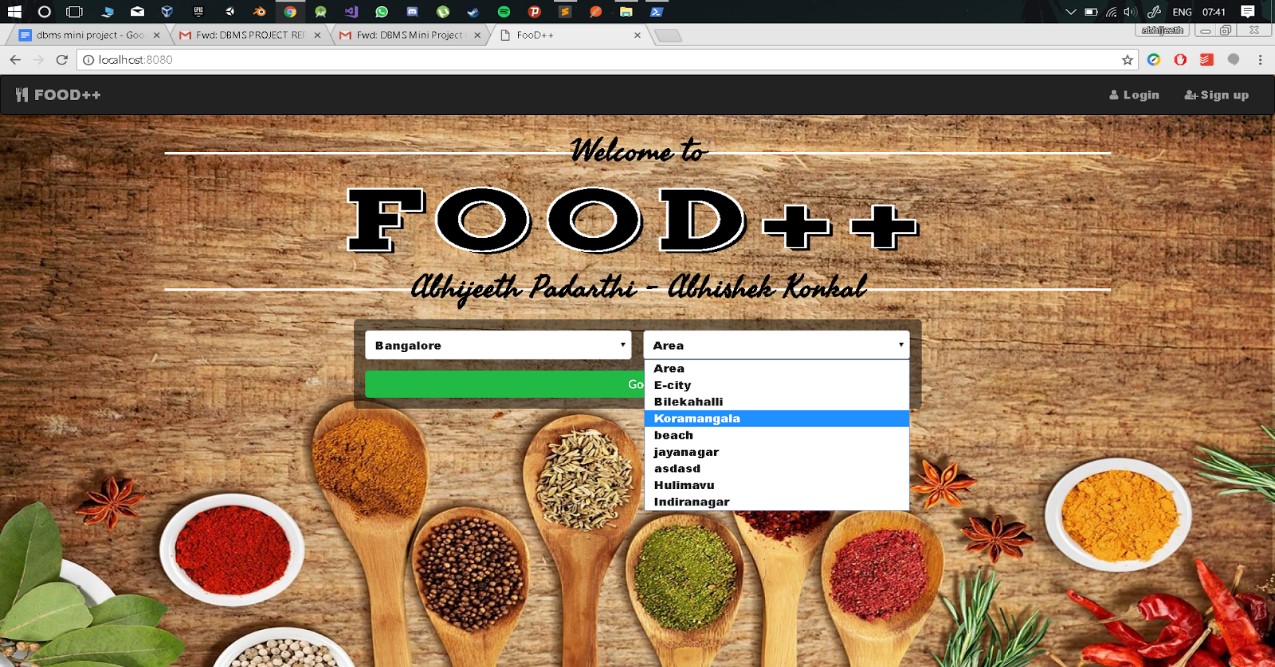 ENG 07:41
dbms mini project - Goo
Fwd: DBMS PROJECT REP
Fwd: DBMS Mini Project
FooD++
abhijeeth
localhost:8080
FOOD++
Login
Sign up
Welcome to
FOOD++
Abhijeeth Padarthi - Abhishek Konkal
Bangalore
Area
Go
Area
E-city
Bilekahalli
Koramangala
beach
jayanagar
asdasd
Hulimavu
Indiranagar